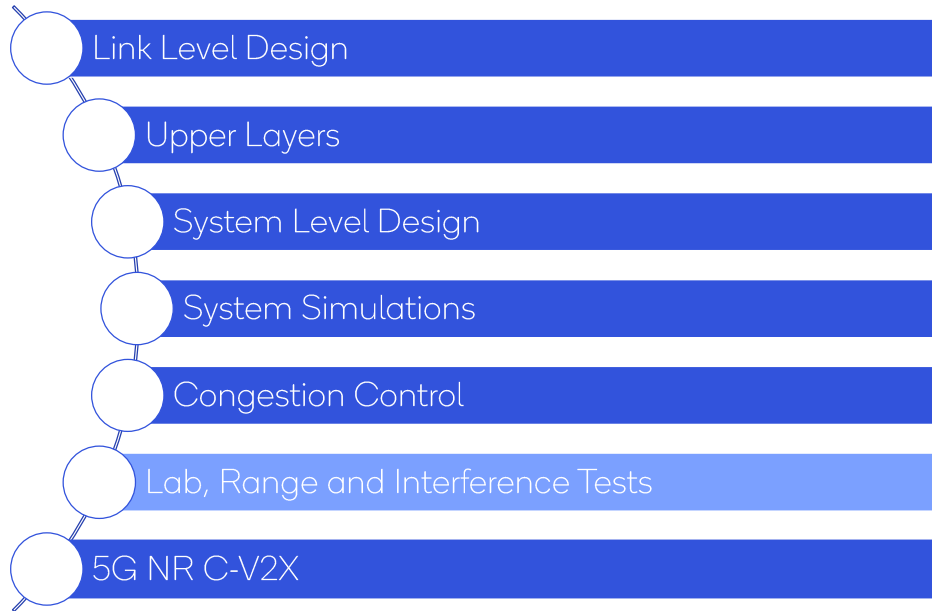 Link Level Design
Upper Layers
System Level Design
System Simulations
Congestion Control
Lab, Range and Interference Tests
5G NR C-V2X